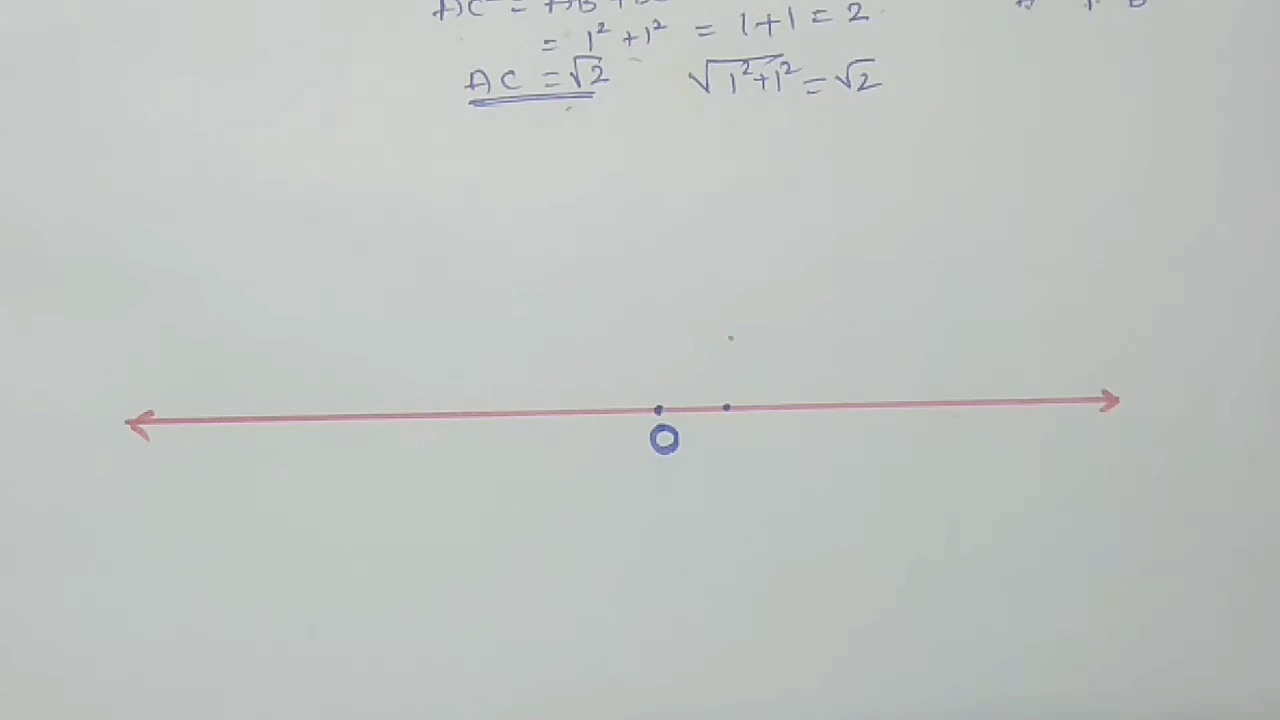 = 1² + 1² = 1 + 1 = 2
AC = √2 √1²+1² = √2
O